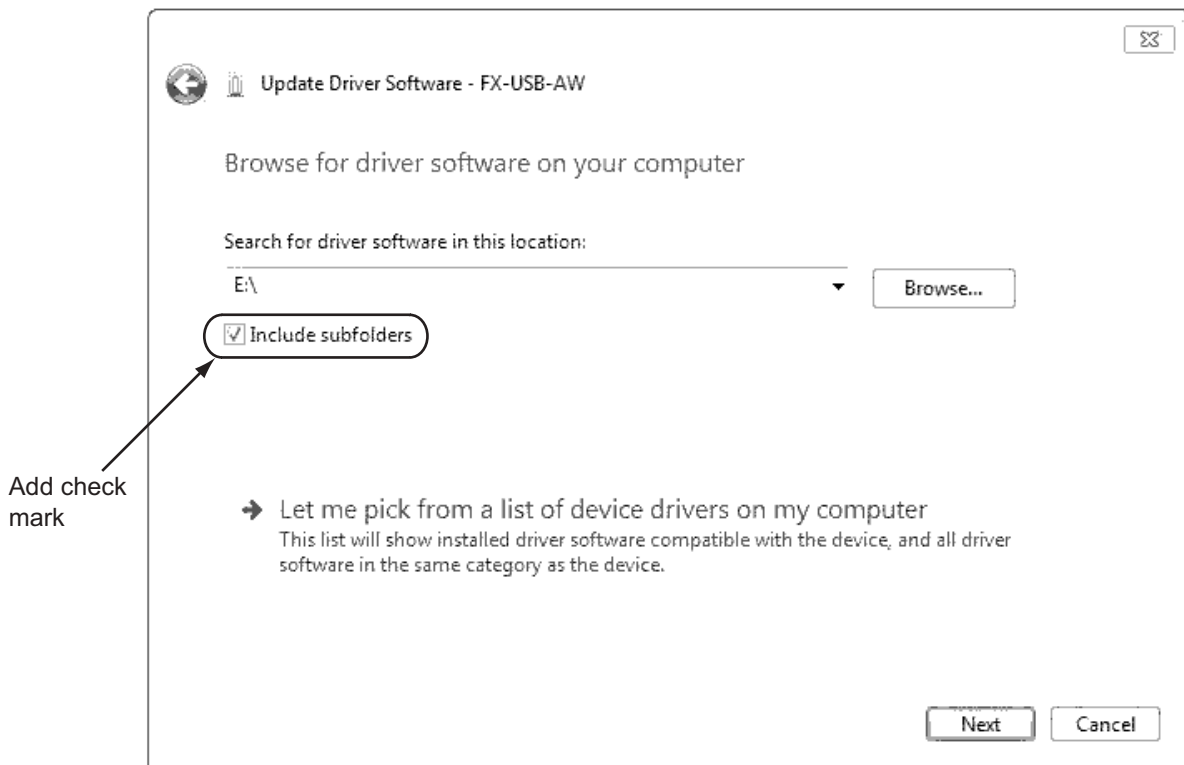 Update Driver Software - FX-USB-AW
Browse for driver software on your computer
Search for driver software in this location:
E:\
Browse...
Include subfolders
Add check
mark
Let me pick from a list of device drivers on my computer
This list will show installed driver software compatible with the device, and all driver
software in the same category as the device.
Next
Cancel